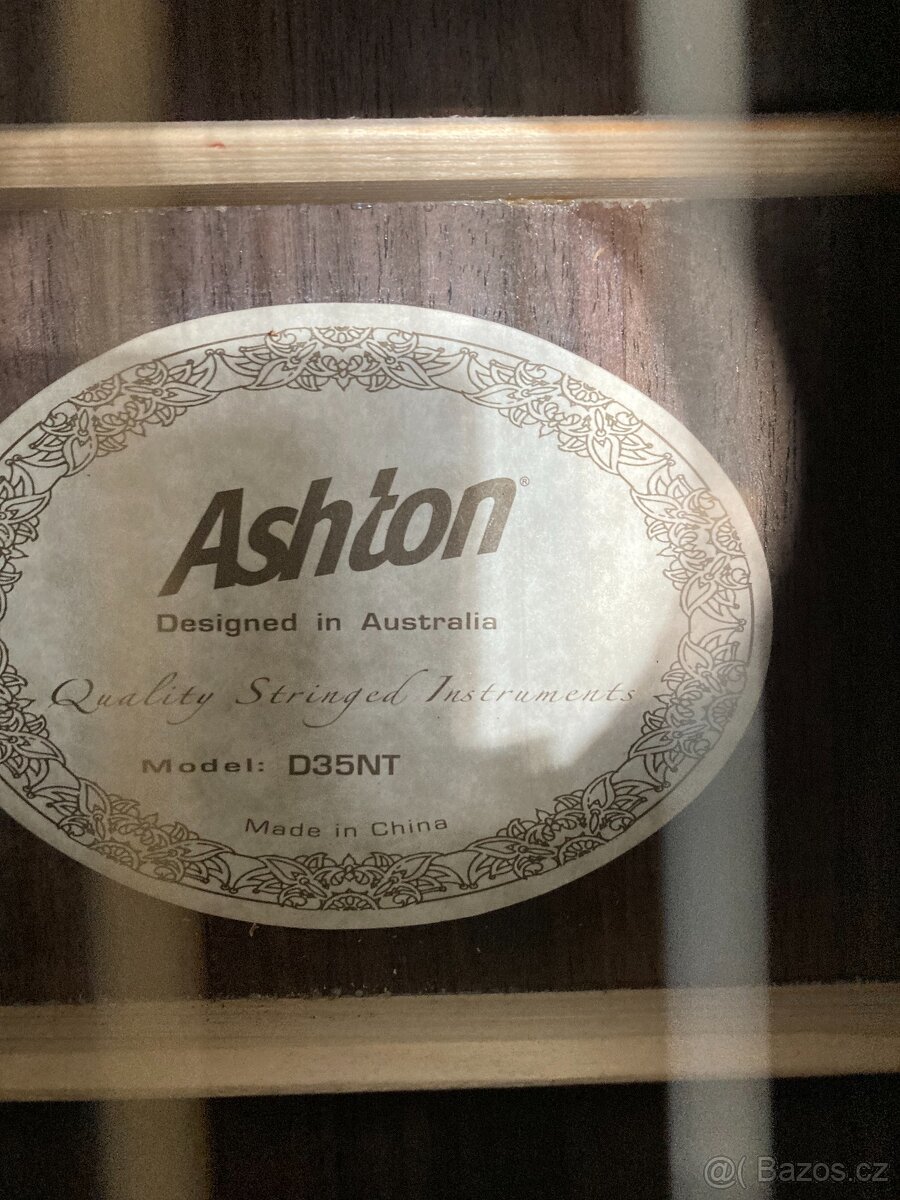 Ashton®
Designed in Australia
Quality Stringed Instruments
Model: D35NT
Made in China
@( Bazos.cz